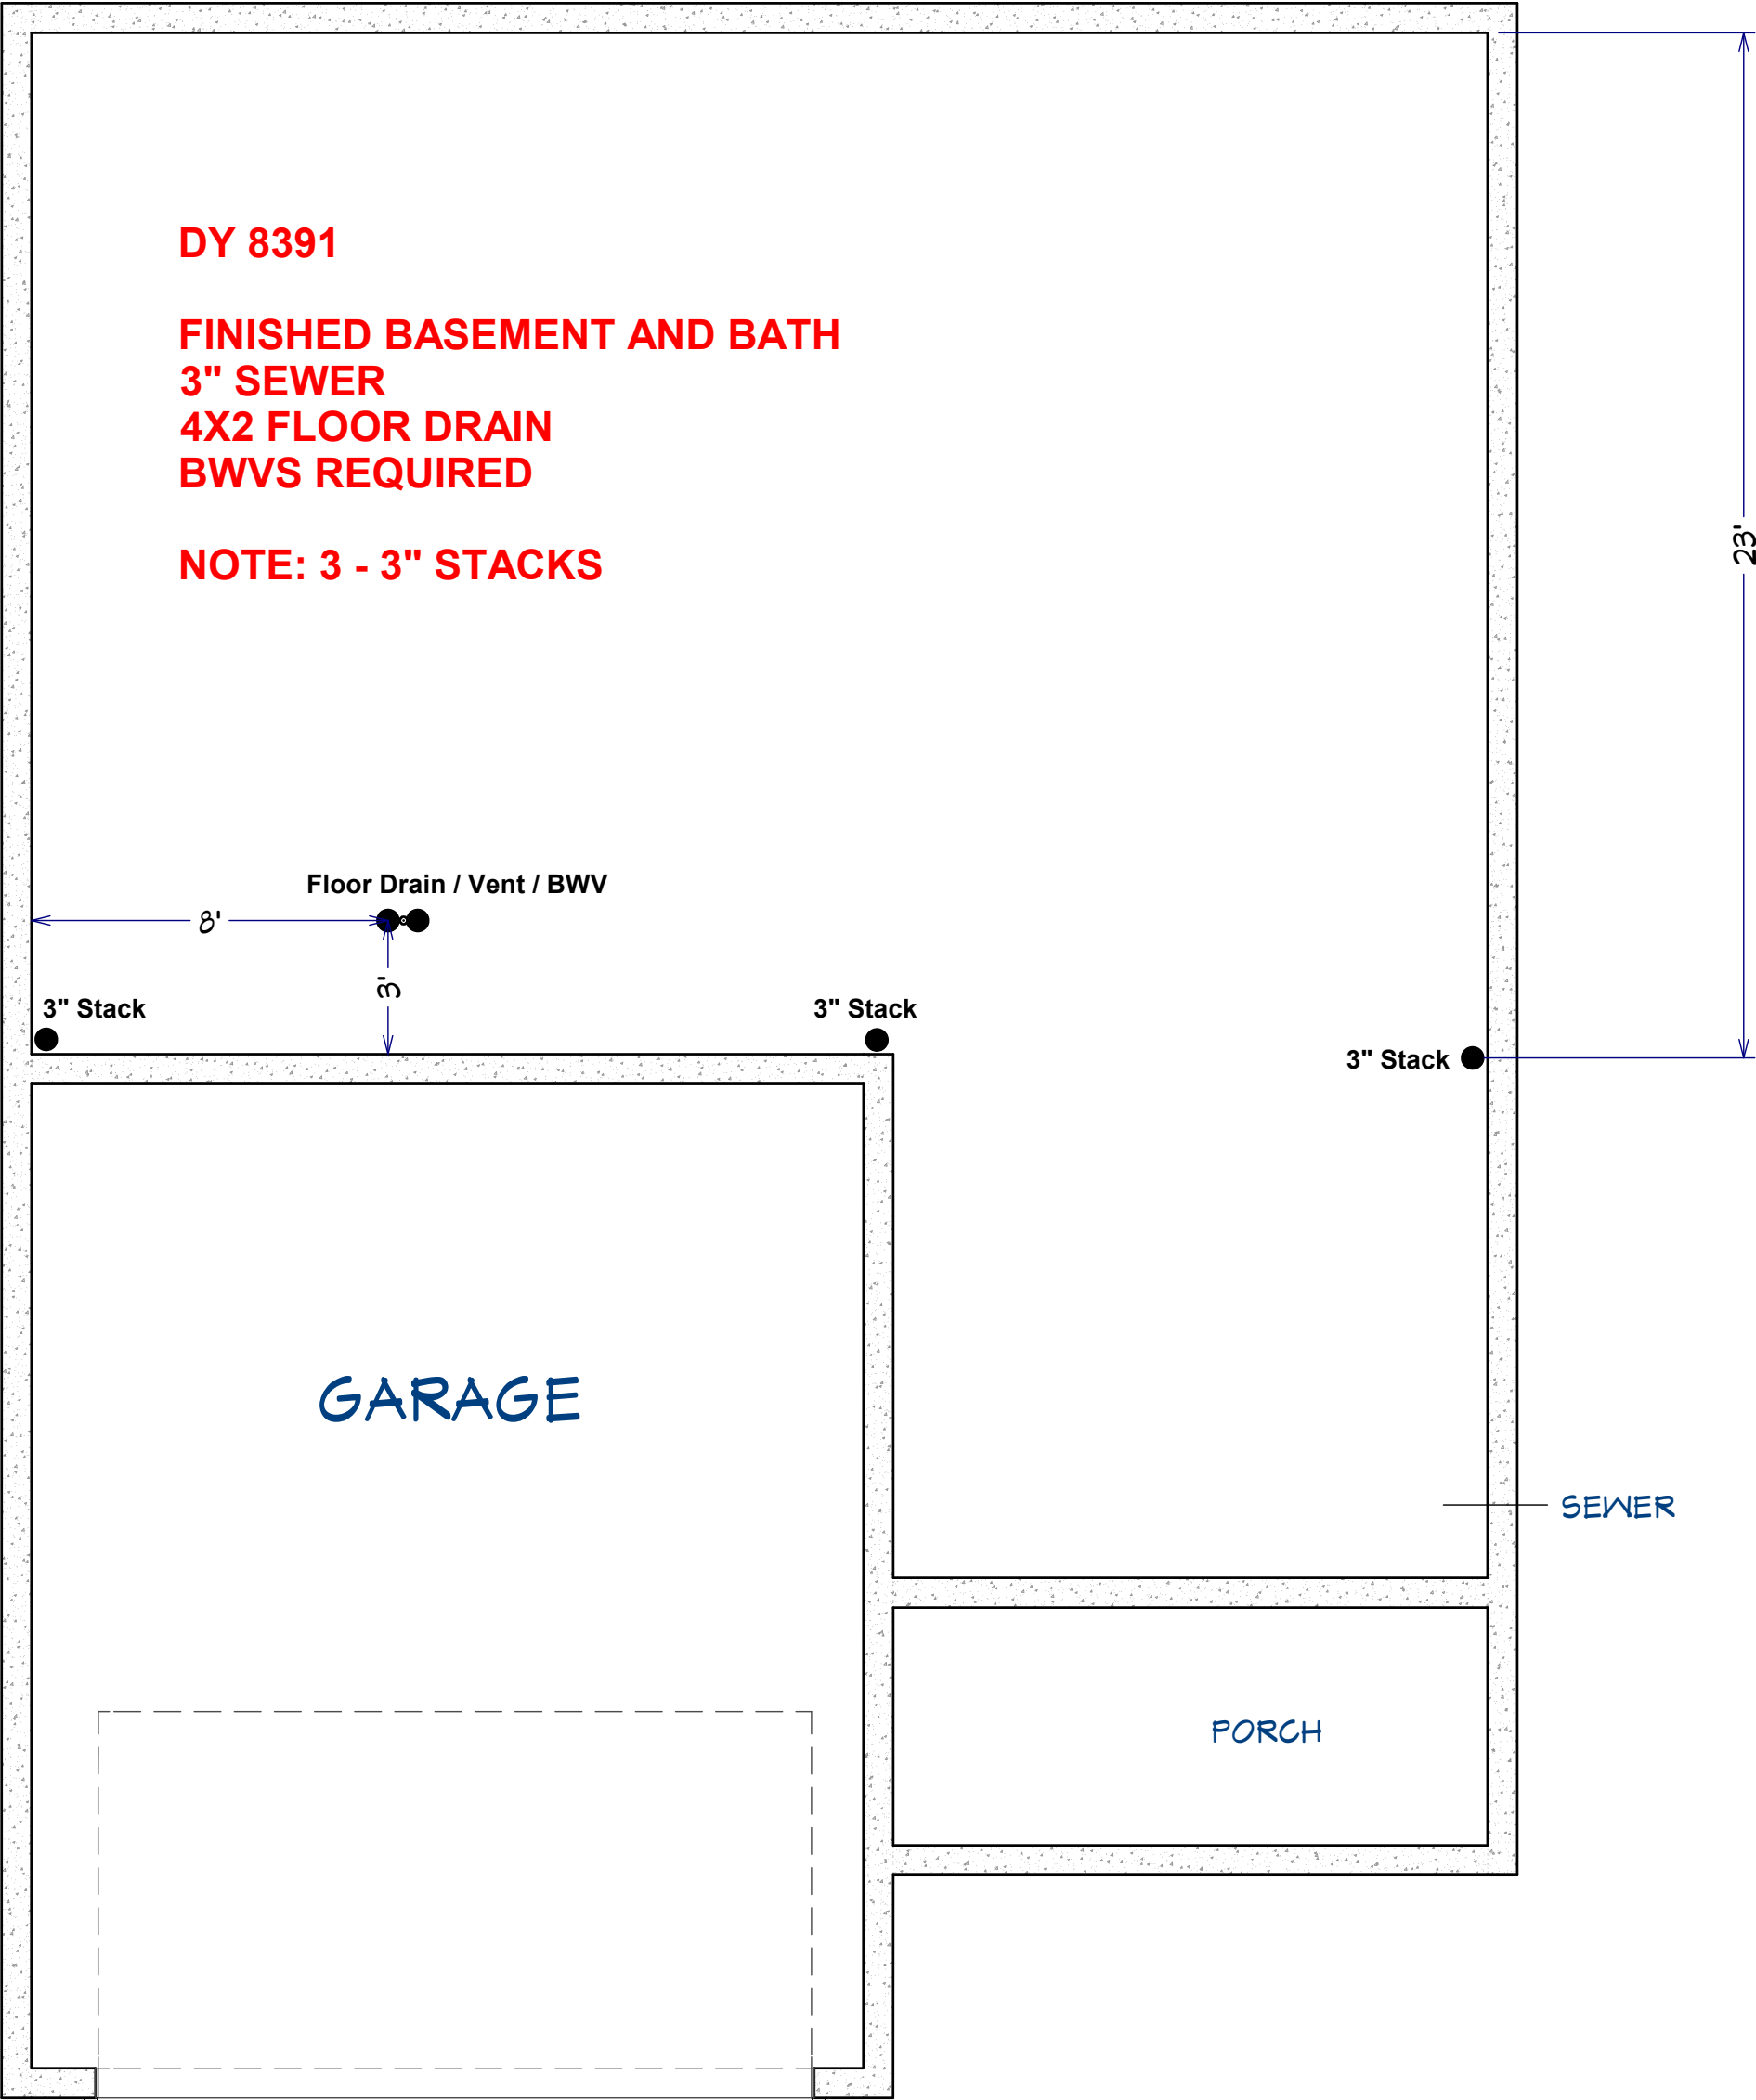 DY 8391
FINISHED BASEMENT AND BATH
3" SEWER
4X2 FLOOR DRAIN
BWVS REQUIRED
NOTE: 3 - 3" STACKS
23'
Floor Drain / Vent / BWV
8'
3'
3" Stack
3" Stack
3" Stack
GARAGE
SEWER
PORCH